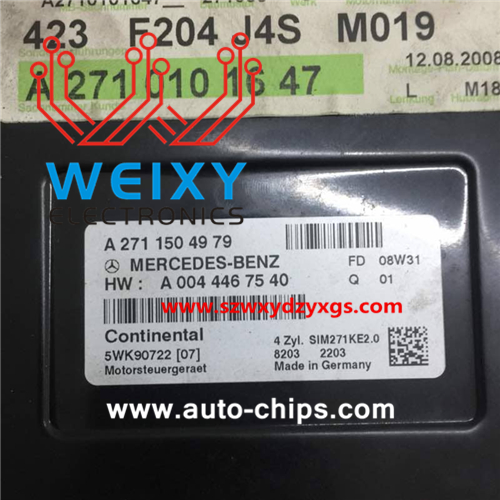 423 F204 J4S M019
12.08.2008
A 271 010 16 47
L M18
WEIXY
A 271 150 49 79
MERCEDES-BENZ FD 08W31
HW : A 004 446 75 40 Q 01
www.szwxydzyxgs.com
Continental 4 Zyl. SIM271KE2.0
5WK90722 [07] 8203 2203
Motorsteuergeraet Made in Germany
www.auto-chips.com